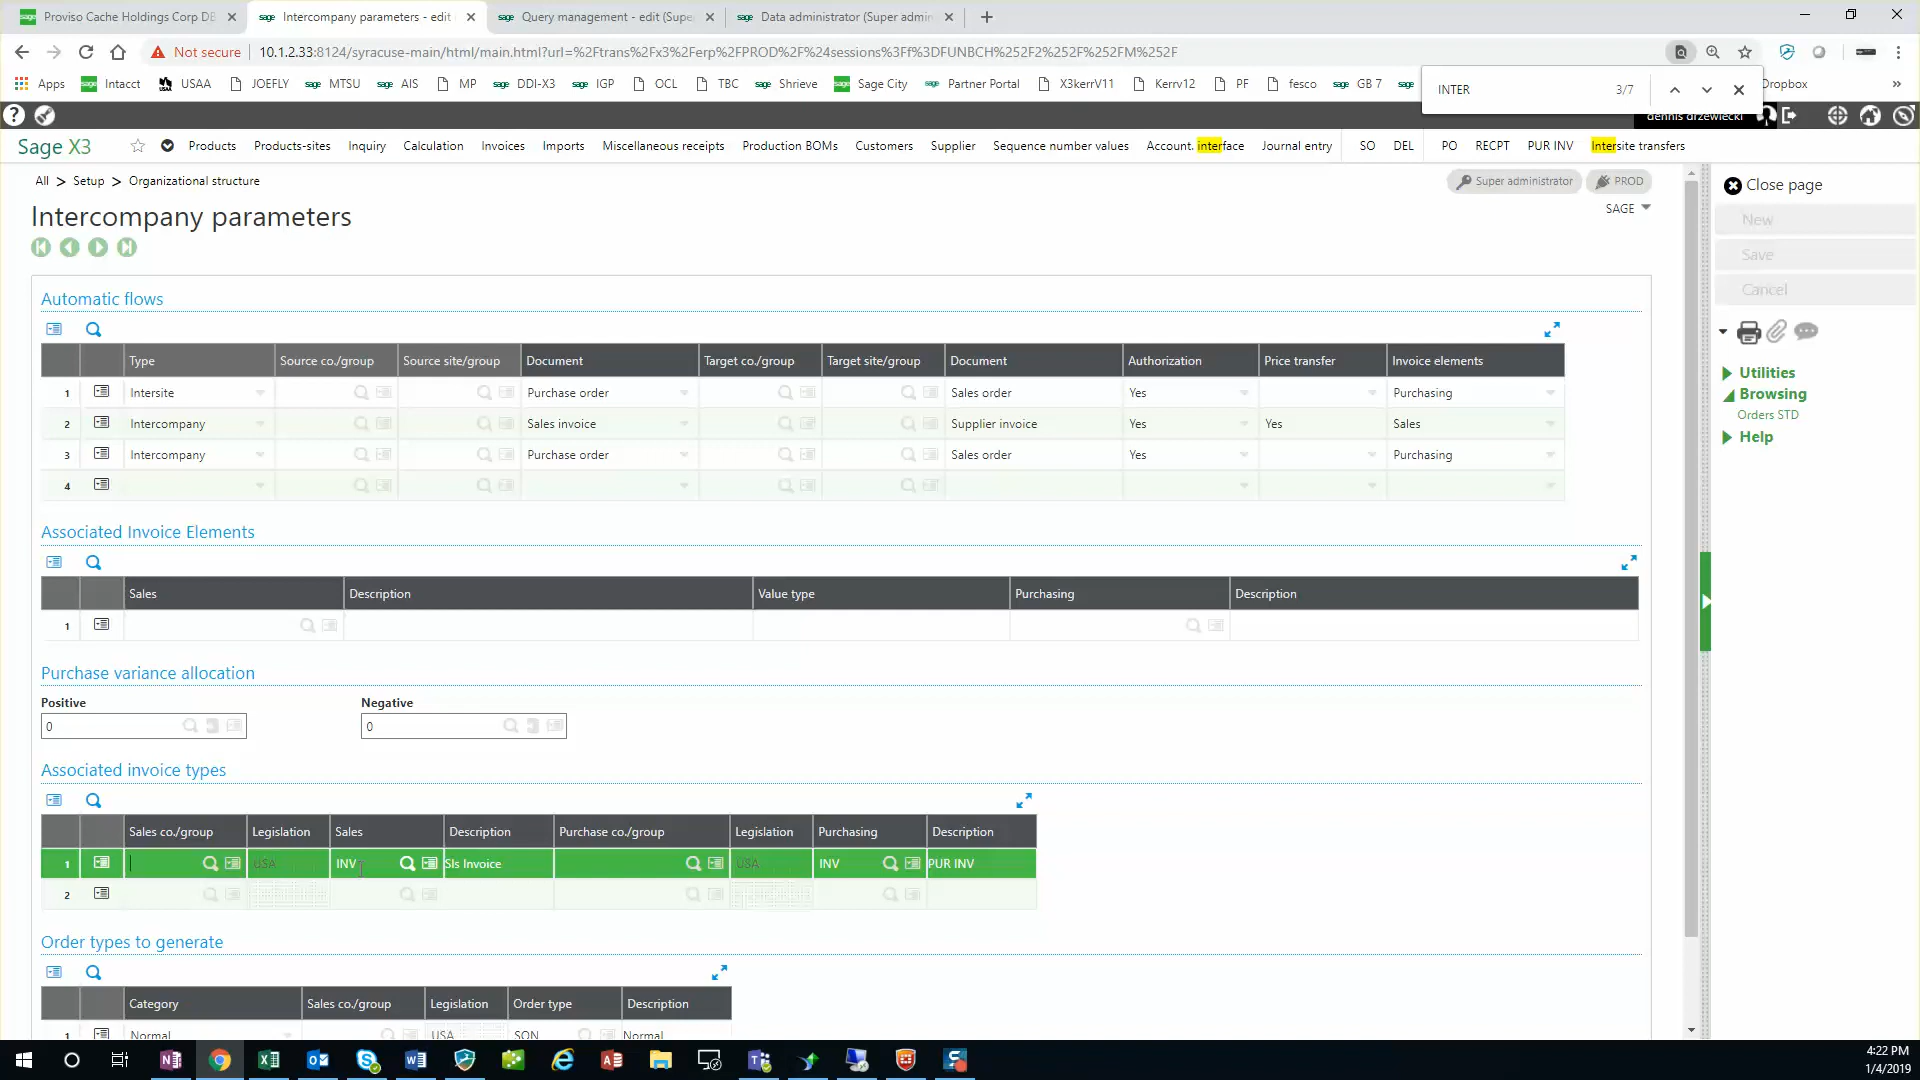 Proviso Cache Holdings Corp DB
Intercompany parameters - edit
Query management - edit (Supe
Data administrator (Super admin
Not secure
10.1.2.33:8124/syracuse-main/html/main.html?url=%2Ftrans%2Fx3%2Ferp%2FPROD%2F%24sessions%3Ff%3DFUNBCH%252F2%252F%252FM%252F
Apps
Intacct
USAA
JOEFLY
MTSU
AIS
MP
DDI-X3
IGP
OCL
TBC
Shrieve
Sage City
Partner Portal
X3kerrV11
Kerrv12
PF
fesco
GB 7
Dropbox
INTER
3/7
dennis drzewiecki
Sage X3
Products
Products-sites
Inquiry
Calculation
Invoices
Imports
Miscellaneous receipts
Production BOMs
Customers
Supplier
Sequence number values
Account. interface
Journal entry
SO
DEL
PO
RECPT
PUR INV
Intersite transfers
All > Setup > Organizational structure
Super administrator
PROD
SAGE
Intercompany parameters
Automatic flows
Type Source co./group Source site/group Document Target co./group Target site/group Document Authorization Price transfer Invoice elements
1 Intersite Purchase order Sales order Yes Purchasing
2 Intercompany Sales invoice Supplier invoice Yes Yes Sales
3 Intercompany Purchase order Sales order Yes Purchasing
4
Associated Invoice Elements
Sales Description Value type Purchasing Description
1
Purchase variance allocation
Positive Negative
0 0
Associated invoice types
Sales co./group Legislation Sales Description Purchase co./group Legislation Purchasing Description
1 USA INV Sls Invoice USA INV PUR INV
2
Order types to generate
Category Sales co./group Legislation Order type Description
1 Normal USA SON Normal
Close page
New
Save
Cancel
Utilities
Browsing
Orders STD
Help
4:22 PM
1/4/2019